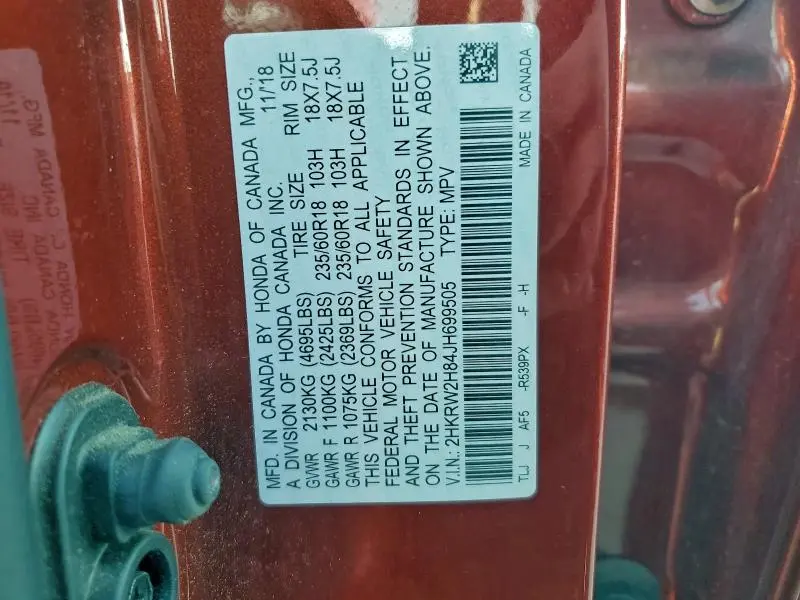 MFD. IN CANADA BY HONDA OF CANADA MFG.,
A DIVISION OF HONDA CANADA INC. 11/18
TIRE SIZE RIM SIZE
GVWR 2130KG (4695LBS)
GAWR F 1100KG (2425LBS) 235/60R18 103H 18X7.5J
GAWR R 1075KG (2369LBS) 235/60R18 103H 18X7.5J
THIS VEHICLE CONFORMS TO ALL APPLICABLE
FEDERAL MOTOR VEHICLE SAFETY
AND THEFT PREVENTION STANDARDS IN EFFECT
ON THE DATE OF MANUFACTURE SHOWN ABOVE.
V.I.N.: 2HKRW2H84JH699505 TYPE: MPV
TLJ J AF5 -R539PX -F -H MADE IN CANADA